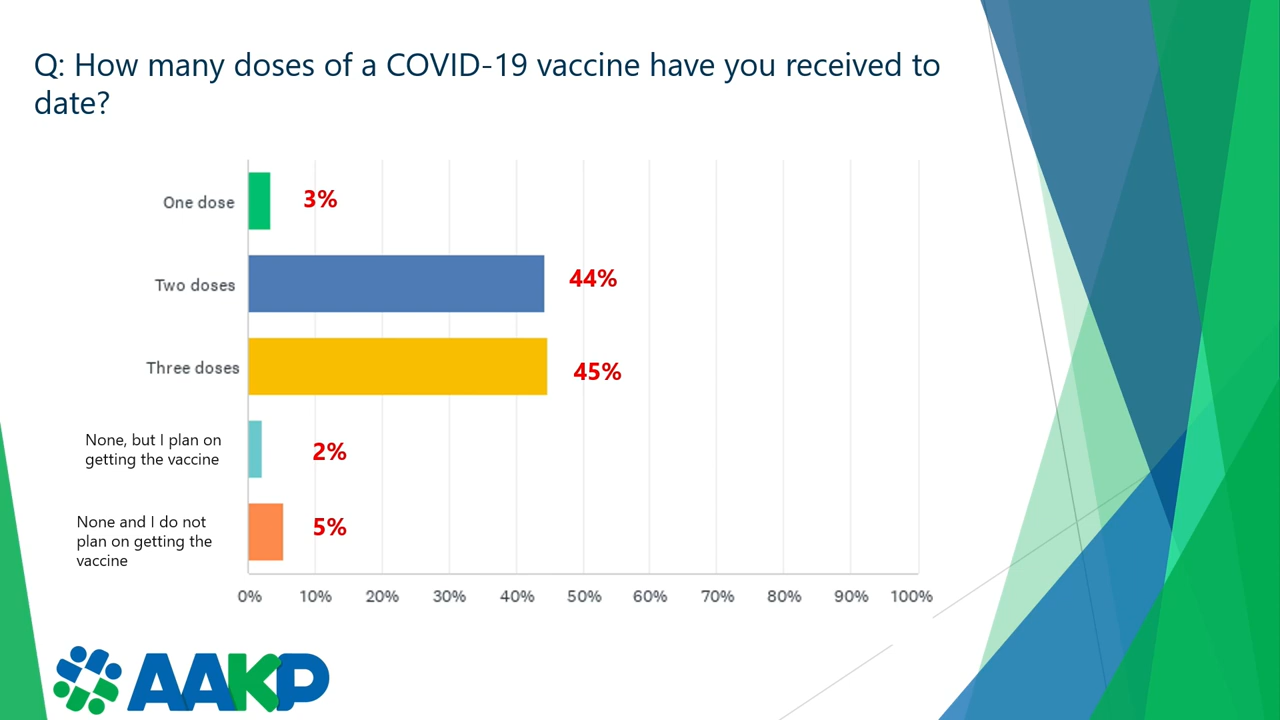 Q: How many doses of a COVID-19 vaccine have you received to
date?
One dose
3%
Two doses
44%
Three doses
45%
None, but I plan on
getting the vaccine
2%
None and I do not
plan on getting the
vaccine
5%
0% 10% 20% 30% 40% 50% 60% 70% 80% 90% 100%
AAKP